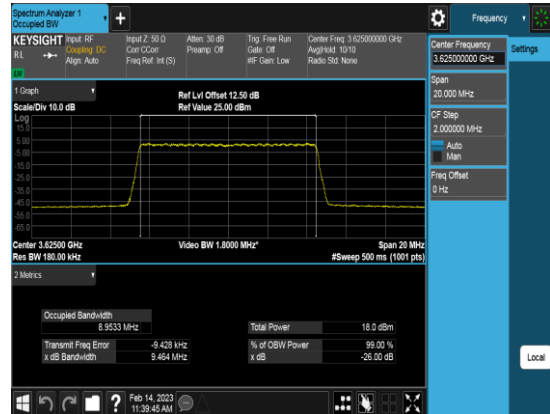 Spectrum Analyzer 1
Occupied BW
+
Frequency
KEYSIGHT
RL
Input: RF
Coupling: DC
Align: Auto
Input Z: 50 Ω
Corr CCorr
Freq Ref: Int (S)
Atten: 30 dB
Preamp: Off
Trig: Free Run
Gate: Off
#IF Gain: Low
Center Freq: 3.625000000 GHz
Avg|Hold: 10/10
Radio Std: None
1 Graph
Scale/Div 10.0 dB
Ref Lvl Offset 12.50 dB
Ref Value 25.00 dBm
Log
15.0
5.00
-5.00
-15.0
-25.0
-35.0
-45.0
-55.0
-65.0
Center 3.62500 GHz
Res BW 180.00 kHz
Video BW 1.8000 MHz*
Span 20 MHz
#Sweep 500 ms (1001 pts)
2 Metrics
Occupied Bandwidth
8.9533 MHz
Transmit Freq Error -9.428 kHz
x dB Bandwidth 9.464 MHz
Total Power 18.0 dBm
% of OBW Power 99.00 %
x dB -26.00 dB
Center Frequency
3.625000000 GHz
Span
20.000 MHz
CF Step
2.000000 MHz
Auto
Man
Freq Offset
0 Hz
Settings
Local
?
Feb 14, 2023
11:39:45 AM